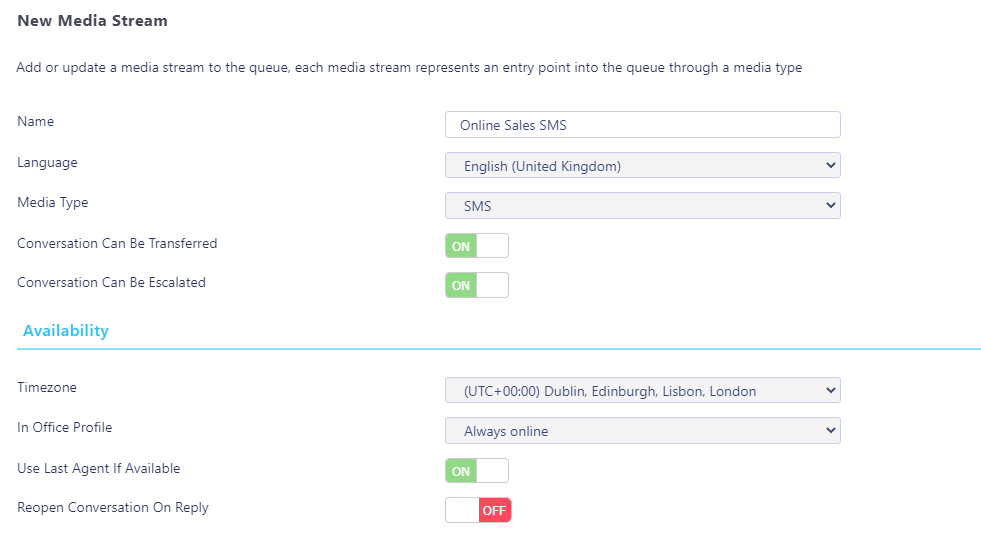 New Media Stream
Add or update a media stream to the queue, each media stream represents an entry point into the queue through a media type
Name
Online Sales SMS
Language
English (United Kingdom)
Media Type
SMS
Conversation Can Be Transferred
ON
Conversation Can Be Escalated
ON
Availability
Timezone
(UTC+00:00) Dublin, Edinburgh, Lisbon, London
In Office Profile
Always online
Use Last Agent If Available
ON
Reopen Conversation On Reply
OFF